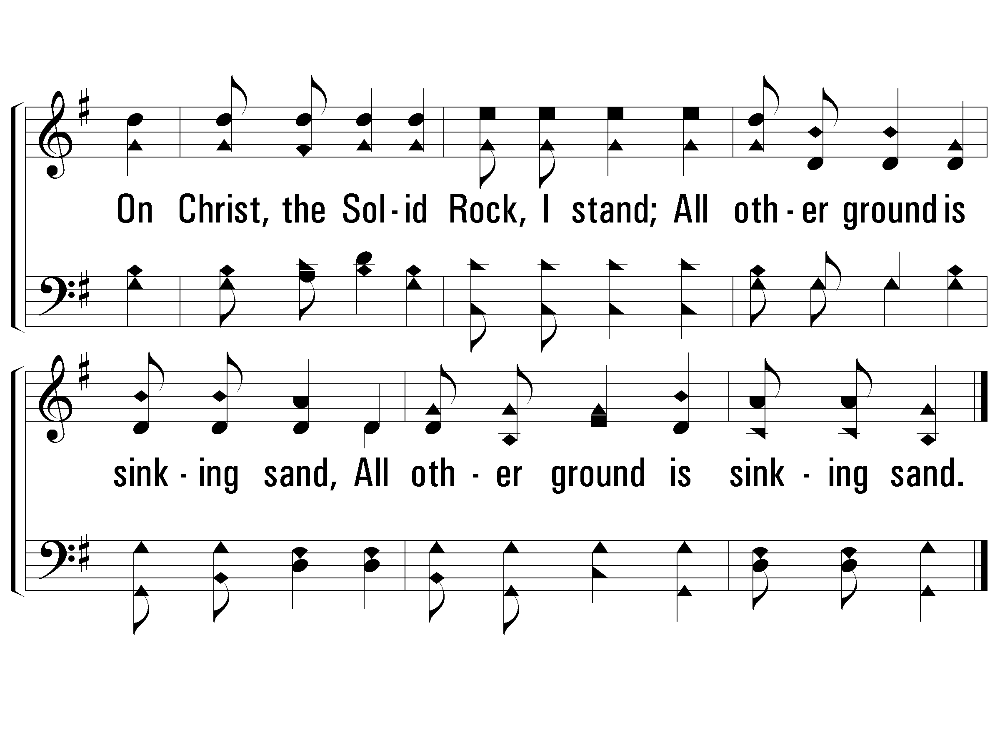 On Christ, the Sol - id Rock, I stand; All oth - er ground is
sink - ing sand, All oth - er ground is sink - ing sand.